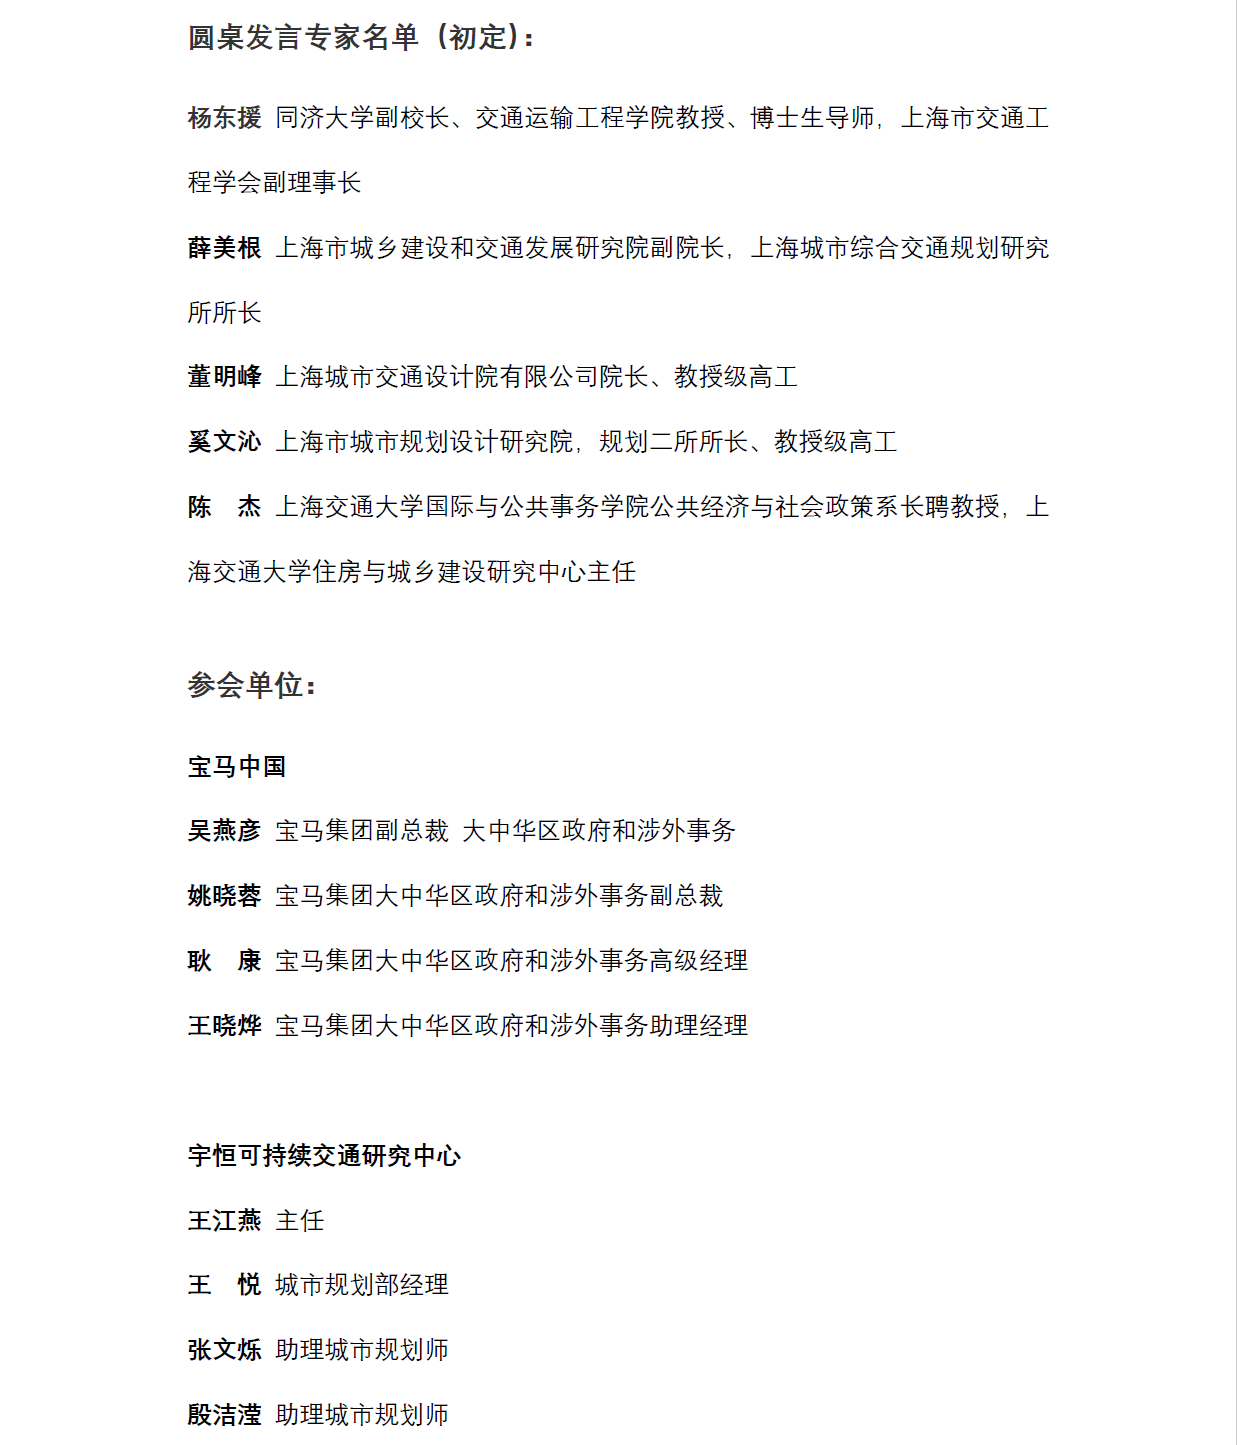 圆桌发言专家名单（初定）：
杨东援 同济大学副校长、交通运输工程学院教授、博士生导师，上海市交通工
程学会副理事长
薛美根 上海市城乡建设和交通发展研究院副院长，上海城市综合交通规划研究
所所长
董明峰 上海城市交通设计院有限公司院长、教授级高工
奚文沁 上海市城市规划设计研究院，规划二所所长、教授级高工
陈　杰 上海交通大学国际与公共事务学院公共经济与社会政策系长聘教授，上
海交通大学住房与城乡建设研究中心主任
参会单位：
宝马中国
吴燕彦 宝马集团副总裁 大中华区政府和涉外事务
姚晓蓉 宝马集团大中华区政府和涉外事务副总裁
耿　康 宝马集团大中华区政府和涉外事务高级经理
王晓烨 宝马集团大中华区政府和涉外事务助理经理
宇恒可持续交通研究中心
王江燕 主任
王　悦 城市规划部经理
张文烁 助理城市规划师
殷洁滢 助理城市规划师